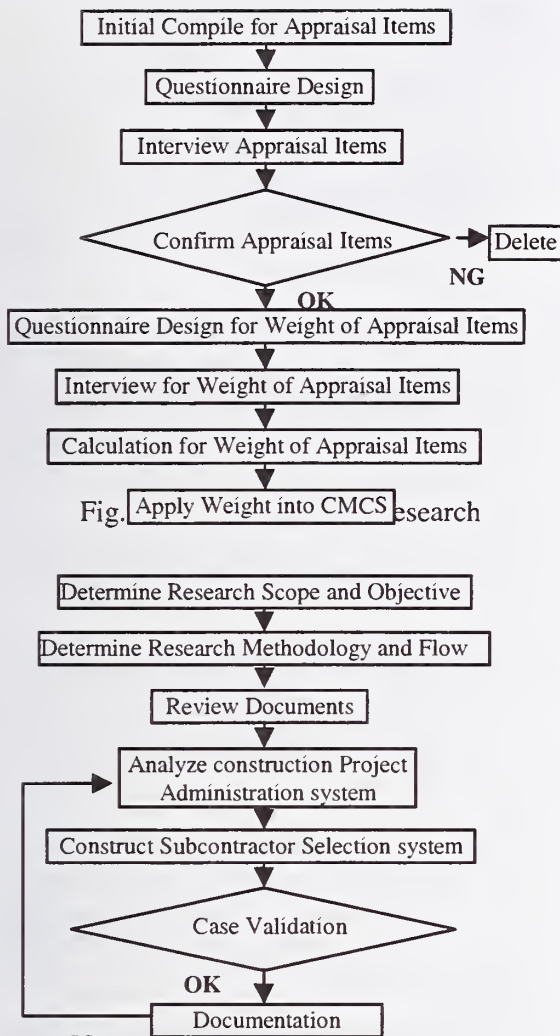 Initial Compile for Appraisal Items
Questionnaire Design
Interview Appraisal Items
Confirm Appraisal Items
Delete
NG
OK
Questionnaire Design for Weight of Appraisal Items
Interview for Weight of Appraisal Items
Calculation for Weight of Appraisal Items
Fig. Apply Weight into CMCS esearch
Determine Research Scope and Objective
Determine Research Methodology and Flow
Review Documents
Analyze construction Project
Administration system
Construct Subcontractor Selection system
Case Validation
OK
Documentation